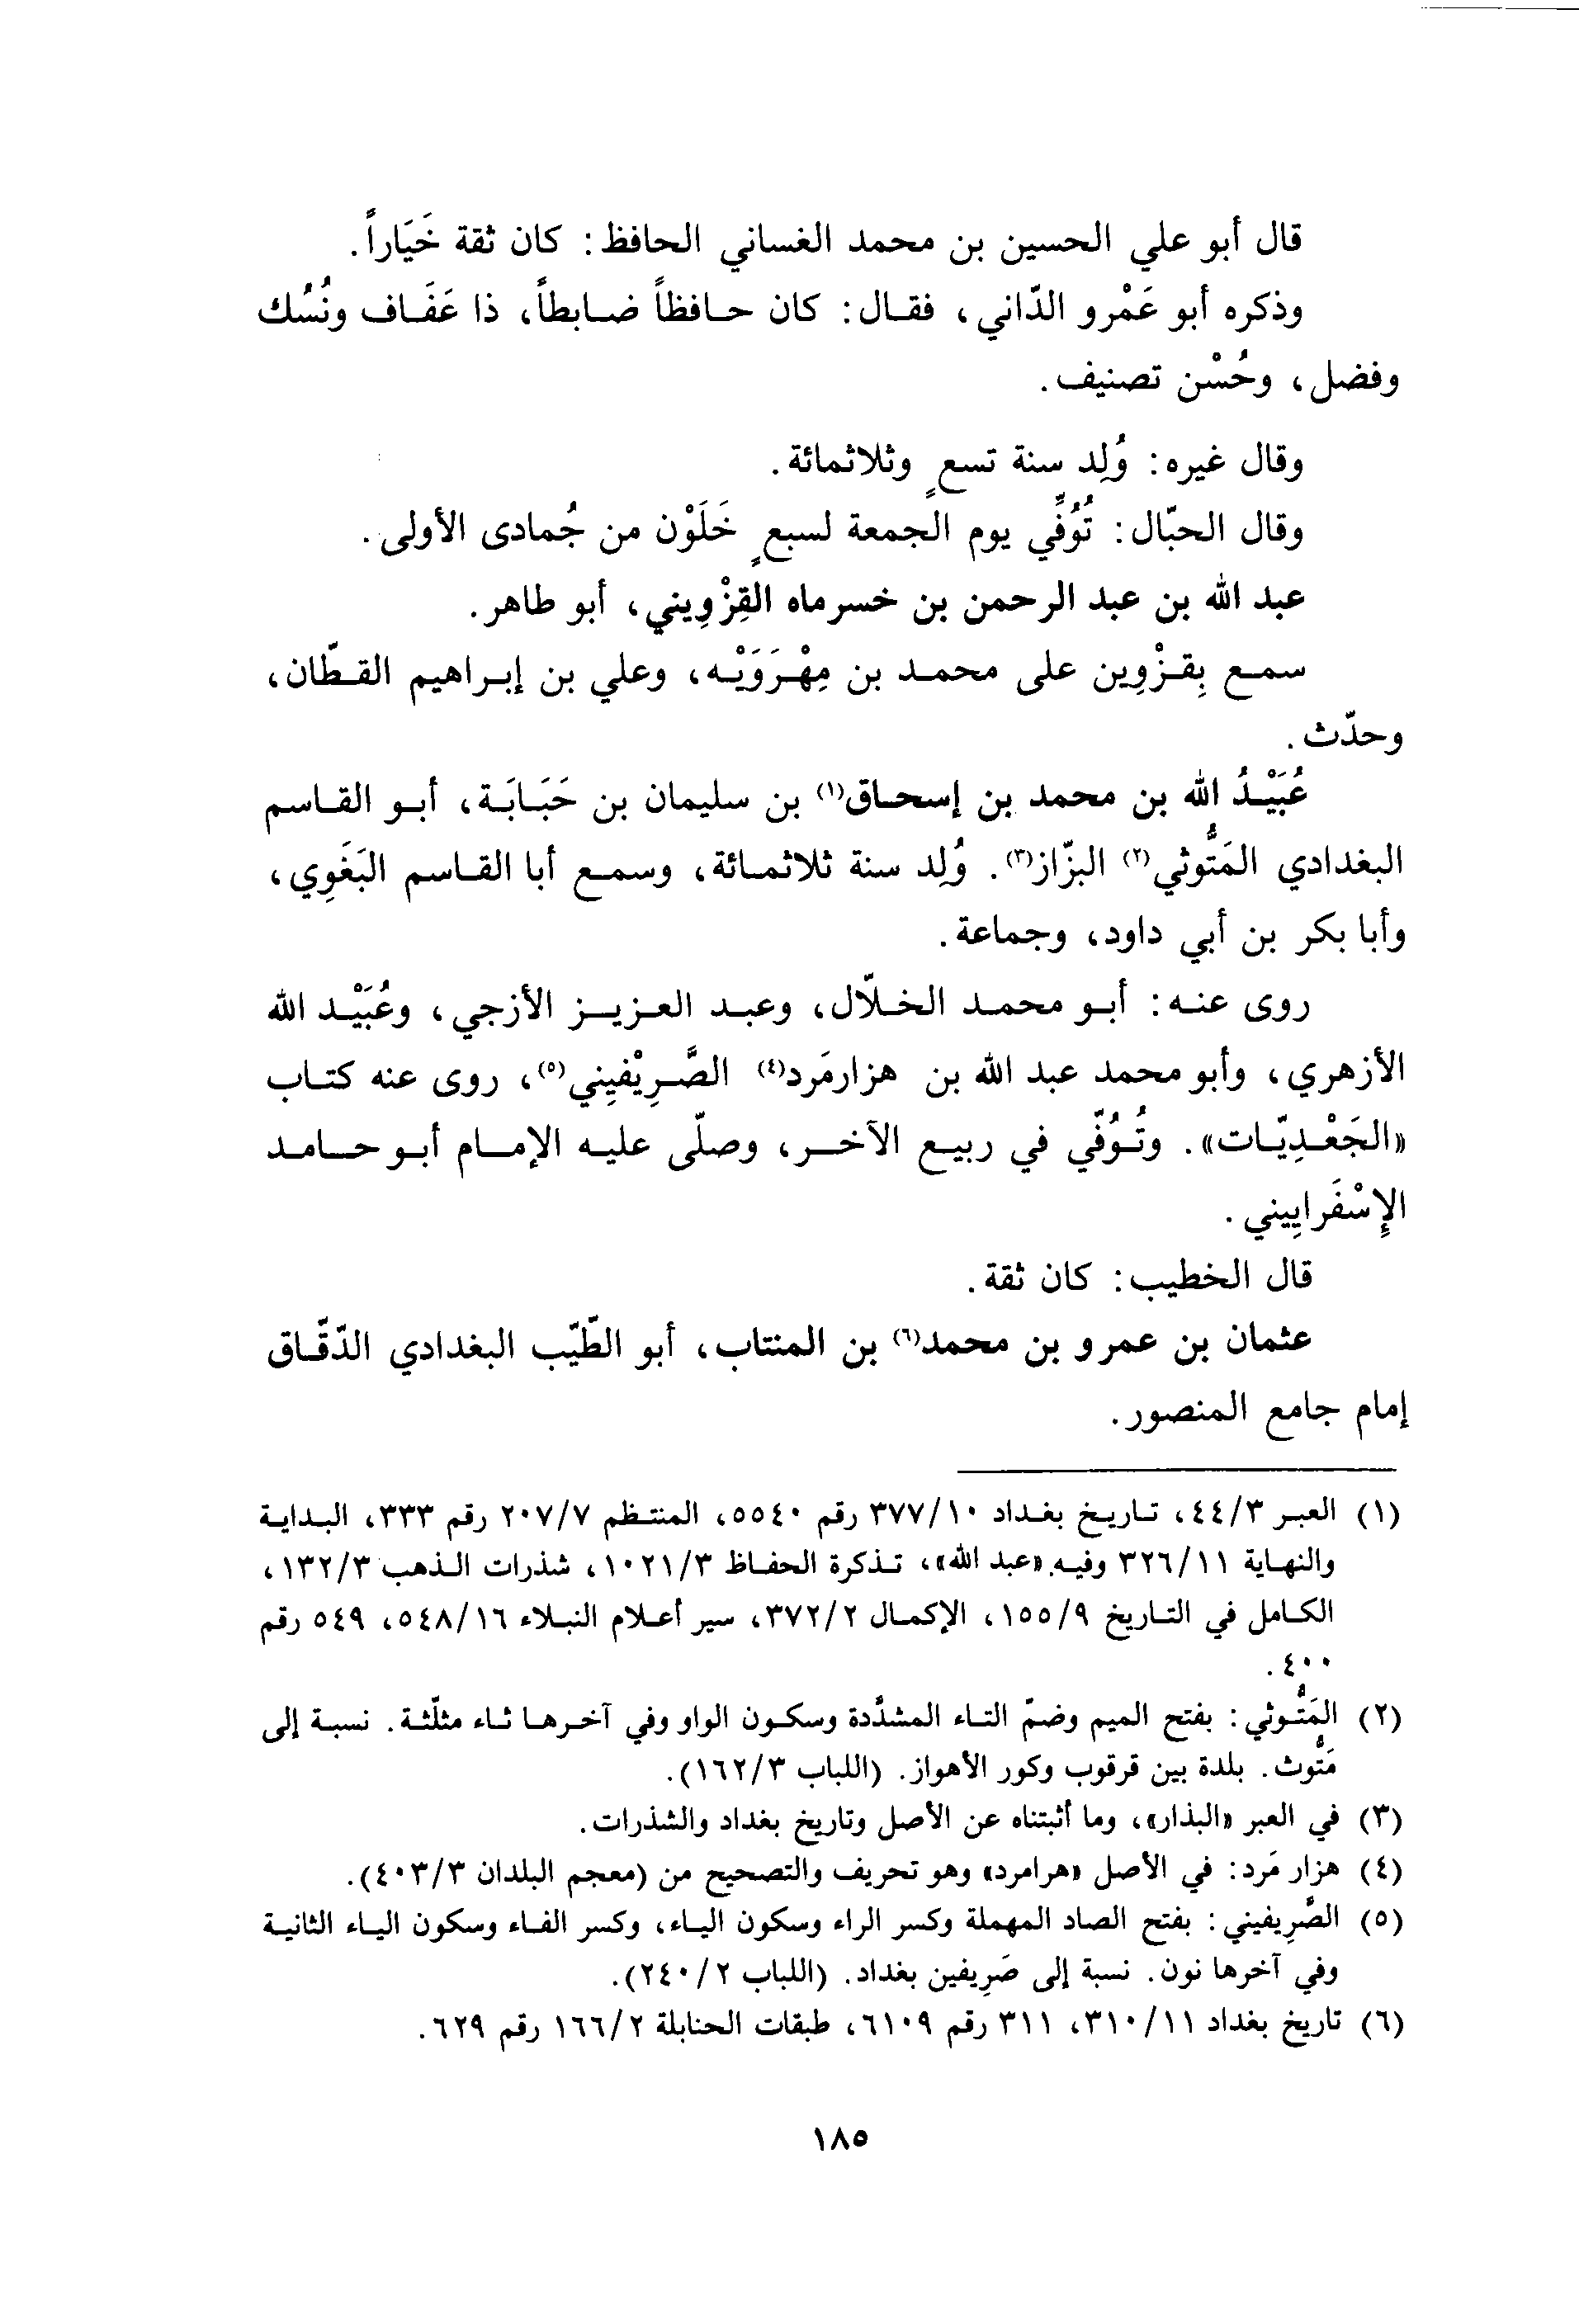 قال أبو علي الحسين بن محمد الغساني الحافظ: كان ثقة خَيَاراً.
وذكره أبو عَمْرو الدّاني، فقال: كان حافظاً ضابطاً، ذا عَفَاف ونُسُك
وفضل، وحُسْن تصنيف.
وقال غيره: وُلِد سنة تسعٍ وثلاثمائة.
وقال الحبّال: تُوُفِّي يوم الجمعة لسبعٍ خَلَوْن من جُمادى الأولى.
عبد الله بن عبد الرحمن بن خسرماه القِزْوِيني، أبو طاهر.
سمع بِقزْوِين على محمد بن مِهْرَوَيْه، وعلي بن إبراهيم القطّان،
وحدّث.
عُبَيْدُ الله بن محمد بن إسحاق(١) بن سليمان بن حَبَابَة، أبو القاسم
البغدادي المَتُّوثي(٢) البزّاز(٣). وُلِد سنة ثلاثمائة، وسمع أبا القاسم البَغَوِي،
وأبا بكر بن أبي داود، وجماعة.
روى عنه: أبو محمد الخلّال، وعبد العزيز الأزجي، وعُبَيْد الله
الأزهري، وأبو محمد عبد الله بن هزارمَرد(٤) الصَّرِيْفيِني(٥)، روى عنه كتاب
«الجَعْدِيّات». وتُوُفّي في ربيع الآخر، وصلّى عليه الإمام أبو حامد
الإِسْفَرايِيني.
قال الخطيب: كان ثقة.
عثمان بن عمرو بن محمد(٦) بن المنتاب، أبو الطّيّب البغدادي الدّقّاق
إمام جامع المنصور.
(١) العبر ٤٤/٣، تاريخ بغداد ٣٧٧/١٠ رقم ٥٥٤٠، المنتظم ٢٠٧/٧ رقم ٣٣٣، البداية
والنهاية ٣٢٦/١١ وفيه «عبد الله»، تذكرة الحفاظ ١٠٢١/٣، شذرات الذهب ١٣٢/٣،
الكامل في التاريخ ١٥٥/٩، الإكمال ٣٧٢/٢، سير أعلام النبلاء ٥٤٨/١٦، ٥٤٩ رقم
٤٠٠.
(٢) المَتُّوثي: بفتح الميم وضمّ التاء المشدَّدة وسكون الواو وفي آخرها ثاء مثلّثة. نسبة إلى
مَتُّوث. بلدة بين قرقوب وكور الأهواز. (اللباب ١٦٢/٣).
(٣) في العبر «البذار»، وما أثبتناه عن الأصل وتاريخ بغداد والشذرات.
(٤) هزار مَرد: في الأصل «هرامرد» وهو تحريف والتصحيح من (معجم البلدان ٤٠٣/٣).
(٥) الصَّرِيفيني: بفتح الصاد المهملة وكسر الراء وسكون الياء، وكسر الفاء وسكون الياء الثانية
وفي آخرها نون. نسبة إلى صَرِيفين بغداد. (اللباب ٢٤٠/٢).
(٦) تاريخ بغداد ٣١٠/١١، ٣١١ رقم ٦١٠٩، طبقات الحنابلة ١٦٦/٢ رقم ٦٢٩.
١٨٥